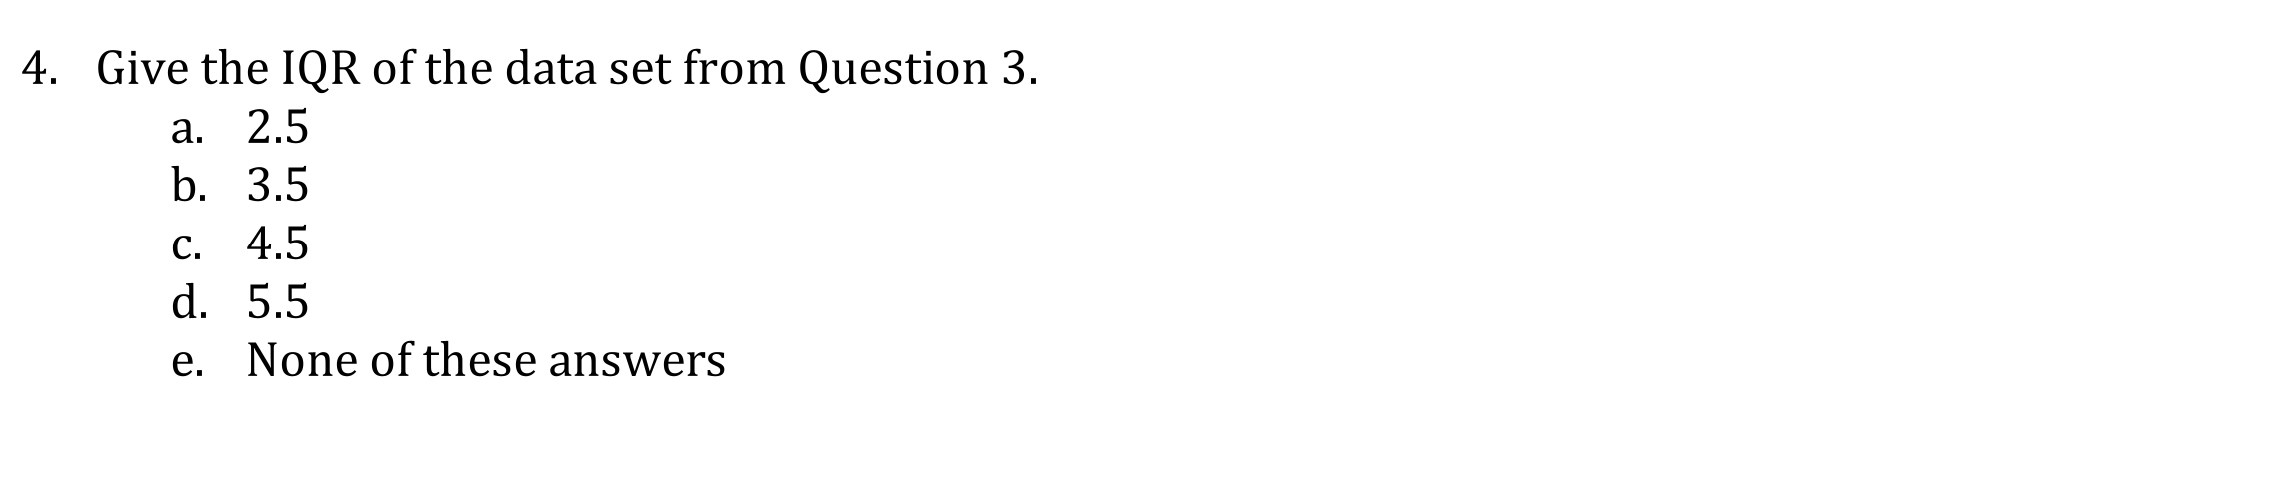 4. Give the IQR of the data set from Question 3.
a. 2.5
b. 3.5
c. 4.5
d. 5.5
e. None of these answers